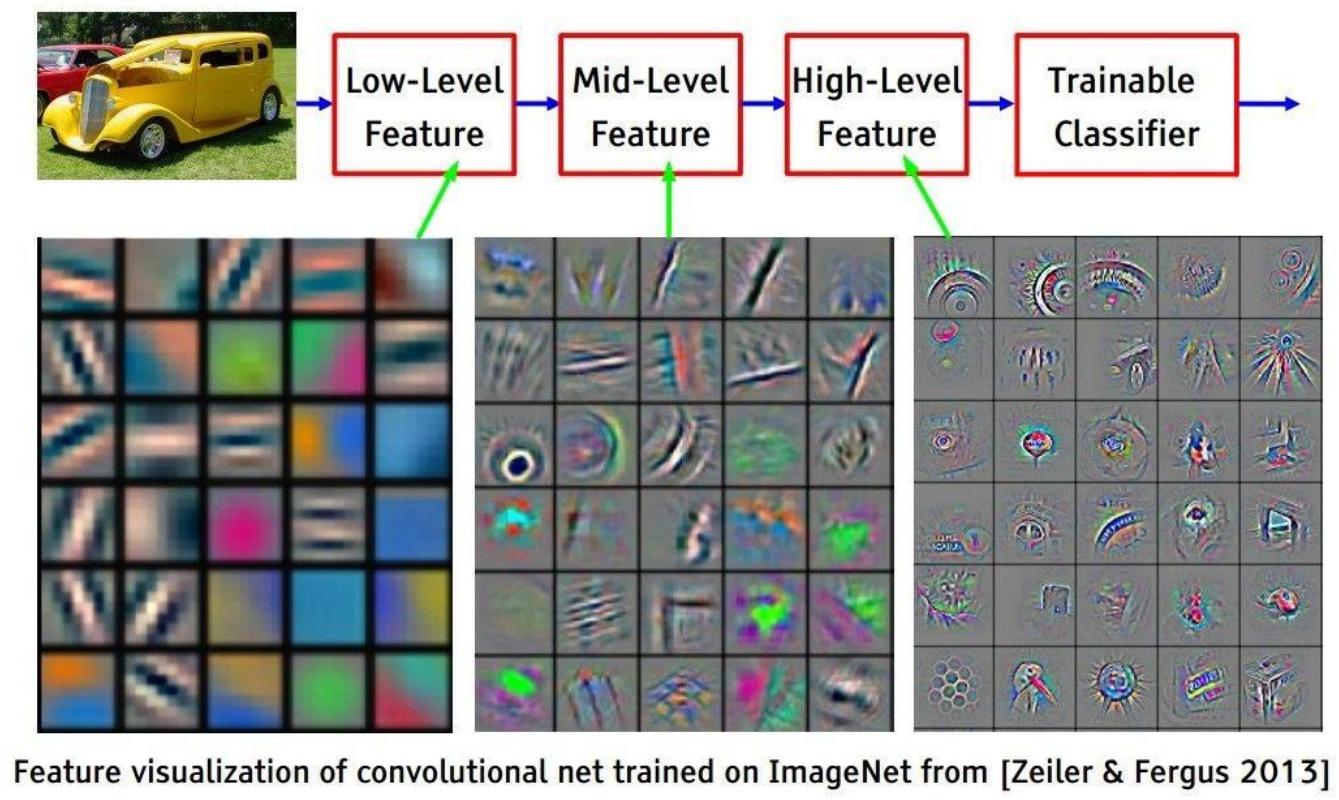 Low-Level
Feature
Mid-Level
Feature
High-Level
Feature
Trainable
Classifier
Feature visualization of convolutional net trained on ImageNet from [Zeiler & Fergus 2013]